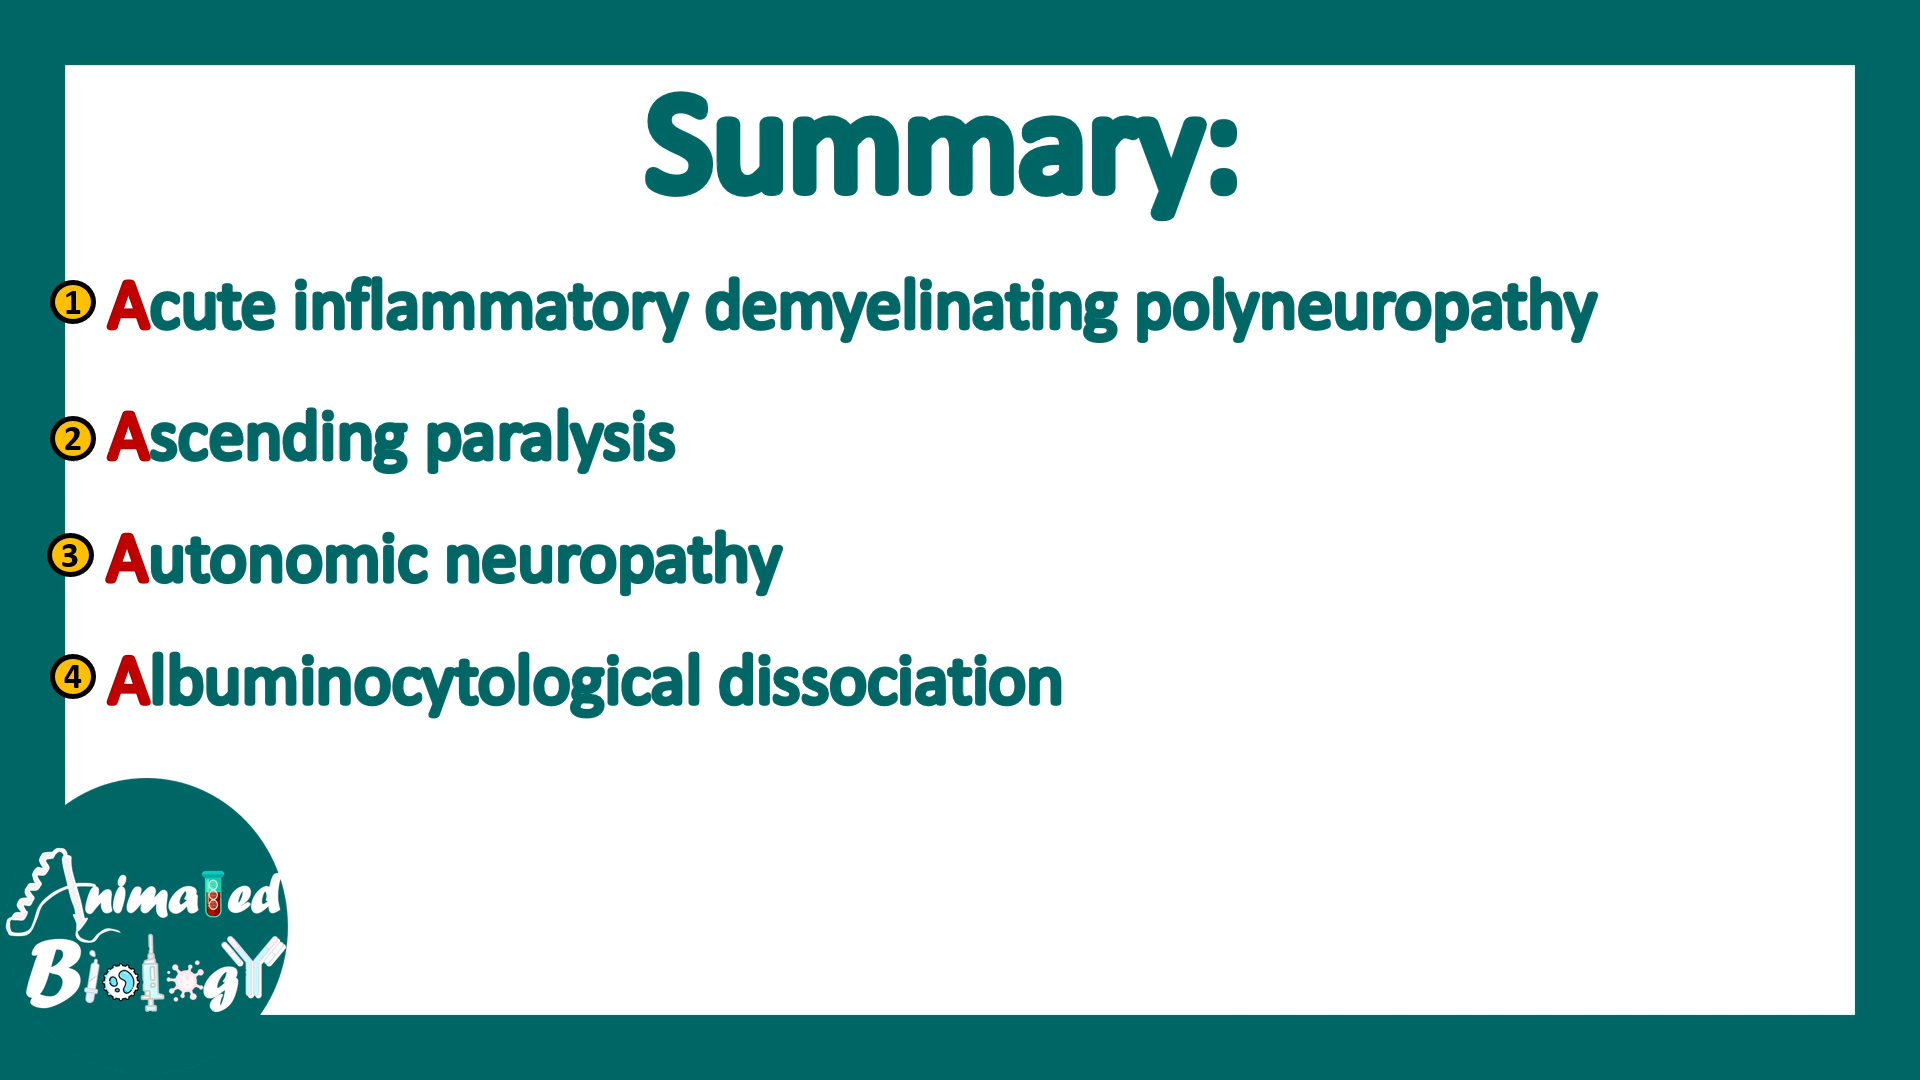 Summary:
1 Acute inflammatory demyelinating polyneuropathy
2 Ascending paralysis
3 Autonomic neuropathy
4 Albuminocytological dissociation
Animated
Biology